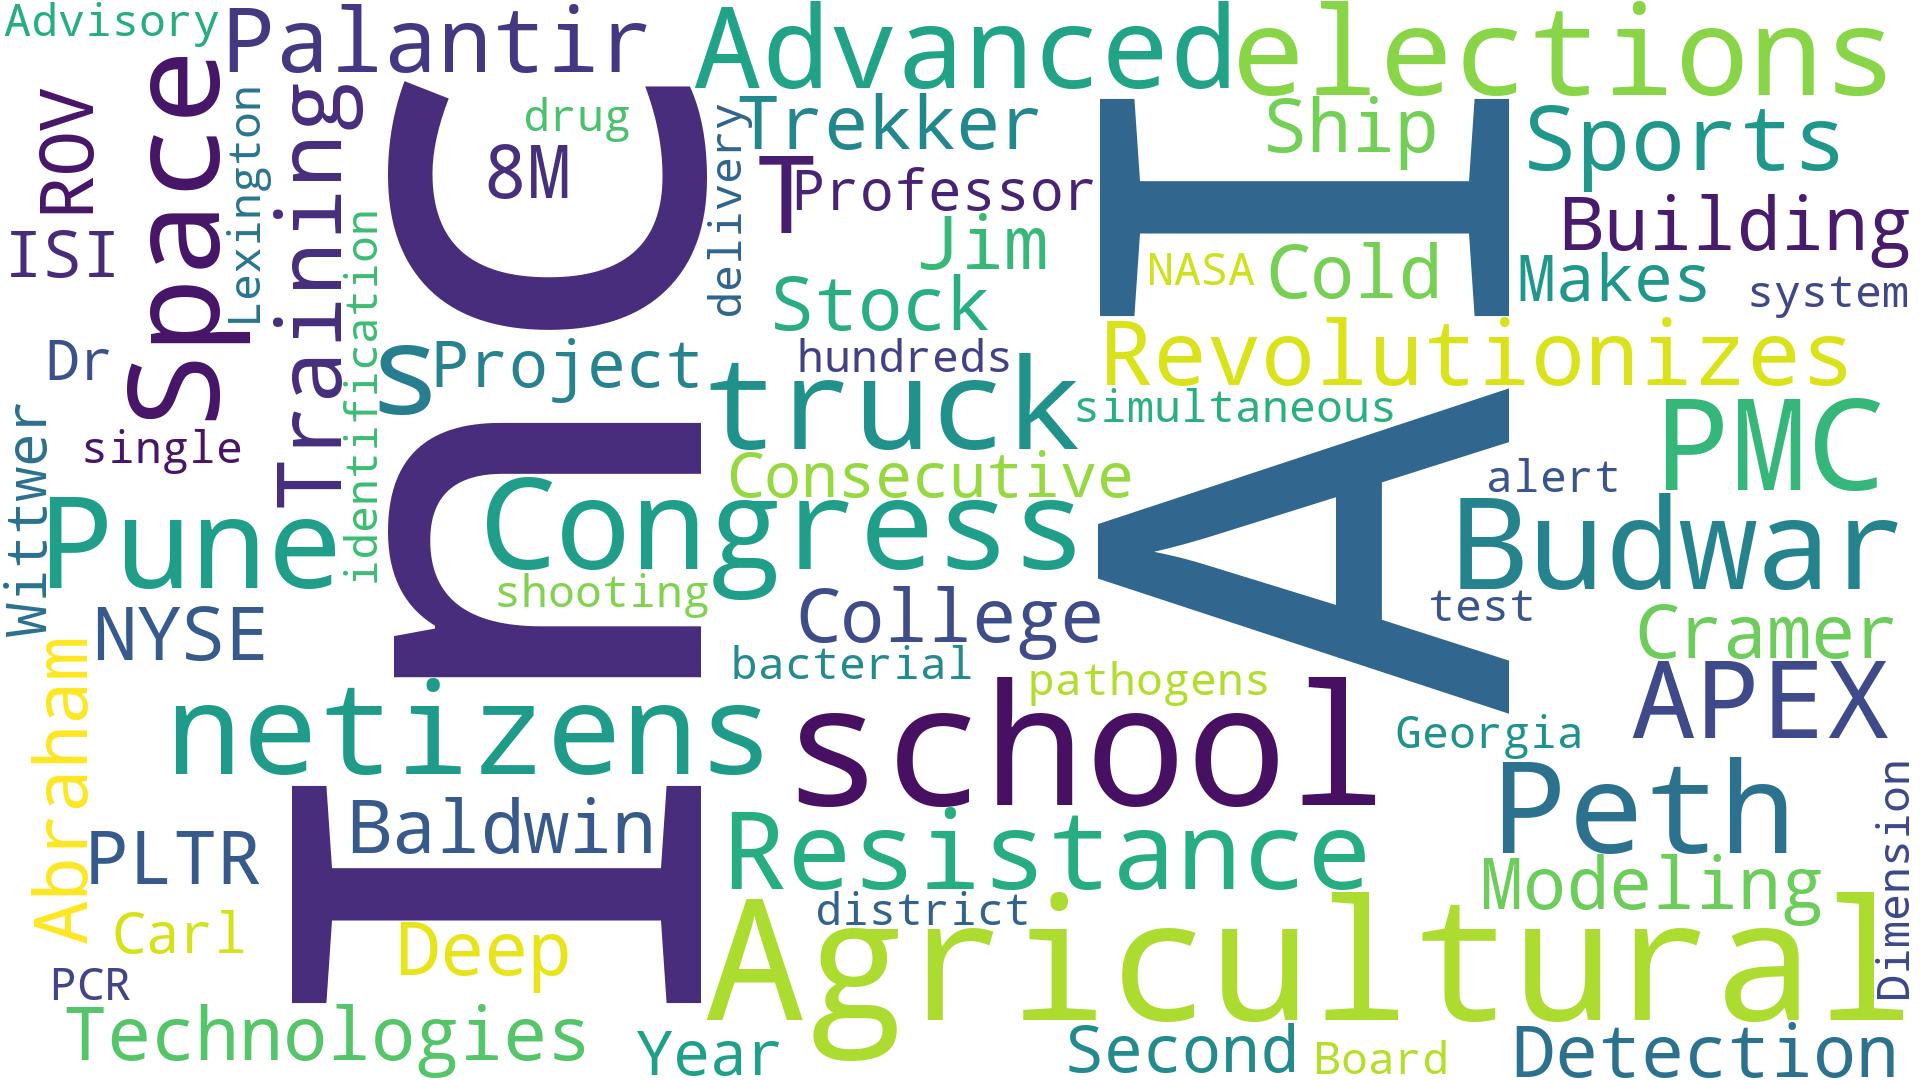 Advisory
Palantir
Advanced
elections
ROV
Space
Lexington
Training
drug
8M
delivery
Trekker
Ship
Sports
T
Professor
Building
ISI
identification
Jim
NASA
Cold
Makes
system
Stock
Dr
s
Project
hundreds
truck
Revolutionizes
simultaneous
AI
PMC
Wittwer
single
Inc
Consecutive
alert
Pune
Congress
Budwar
shooting
College
test
NYSE
Cramer
Abraham
bacterial
pathogens
APEX
netizens
school
Georgia
Peth
Dimension
Baldwin
PLTR
Resistance
Modeling
Carl
Deep
district
Agricultural
PCR
Technologies
Year
Second
Board
Detection